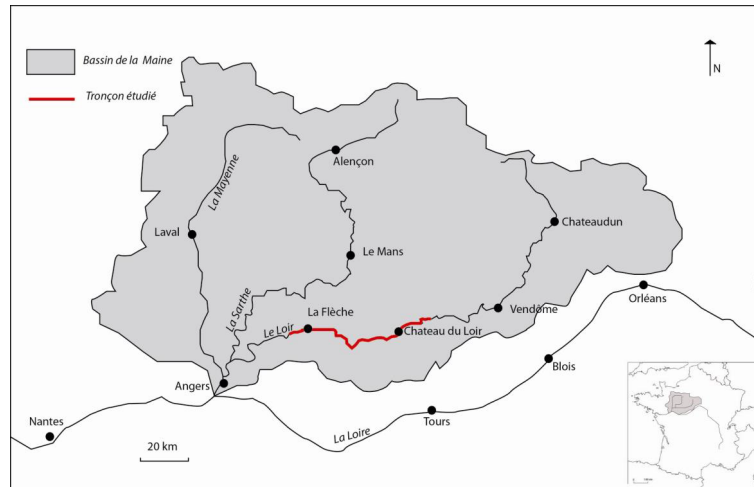 Bassin de la Maine
Tronçon étudié
N
Alençon
La Mayenne
Chateaudun
Laval
Le Mans
La Sarthe
Orléans
La Flèche
Vendôme
Le Loir
Chateau du Loir
Blois
Angers
Nantes
Tours
La Loire
20 km